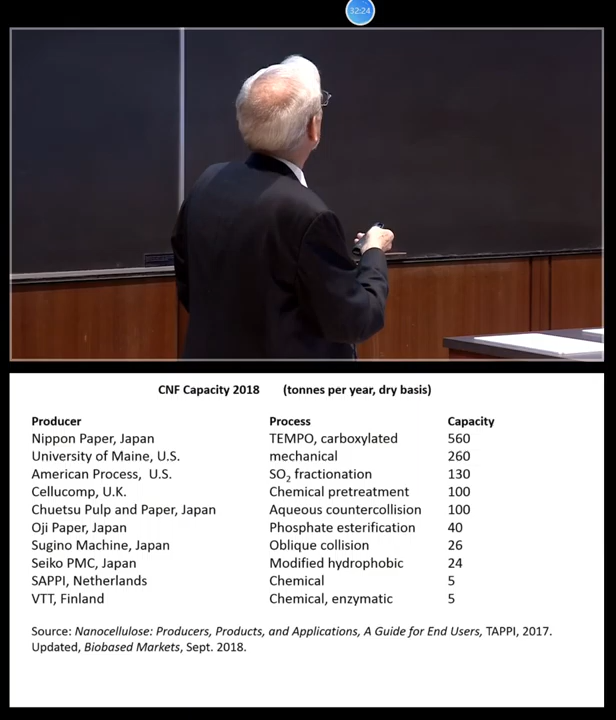 32:24
CNF Capacity 2018 (tonnes per year, dry basis)
Producer Process Capacity
Nippon Paper, Japan TEMPO, carboxylated 560
University of Maine, U.S. mechanical 260
American Process, U.S. SO2 fractionation 130
Cellucomp, U.K. Chemical pretreatment 100
Chuetsu Pulp and Paper, Japan Aqueous countercollision 100
Oji Paper, Japan Phosphate esterification 40
Sugino Machine, Japan Oblique collision 26
Seiko PMC, Japan Modified hydrophobic 24
SAPPI, Netherlands Chemical 5
VTT, Finland Chemical, enzymatic 5
Source: Nanocellulose: Producers, Products, and Applications, A Guide for End Users, TAPPI, 2017.
Updated, Biobased Markets, Sept. 2018.